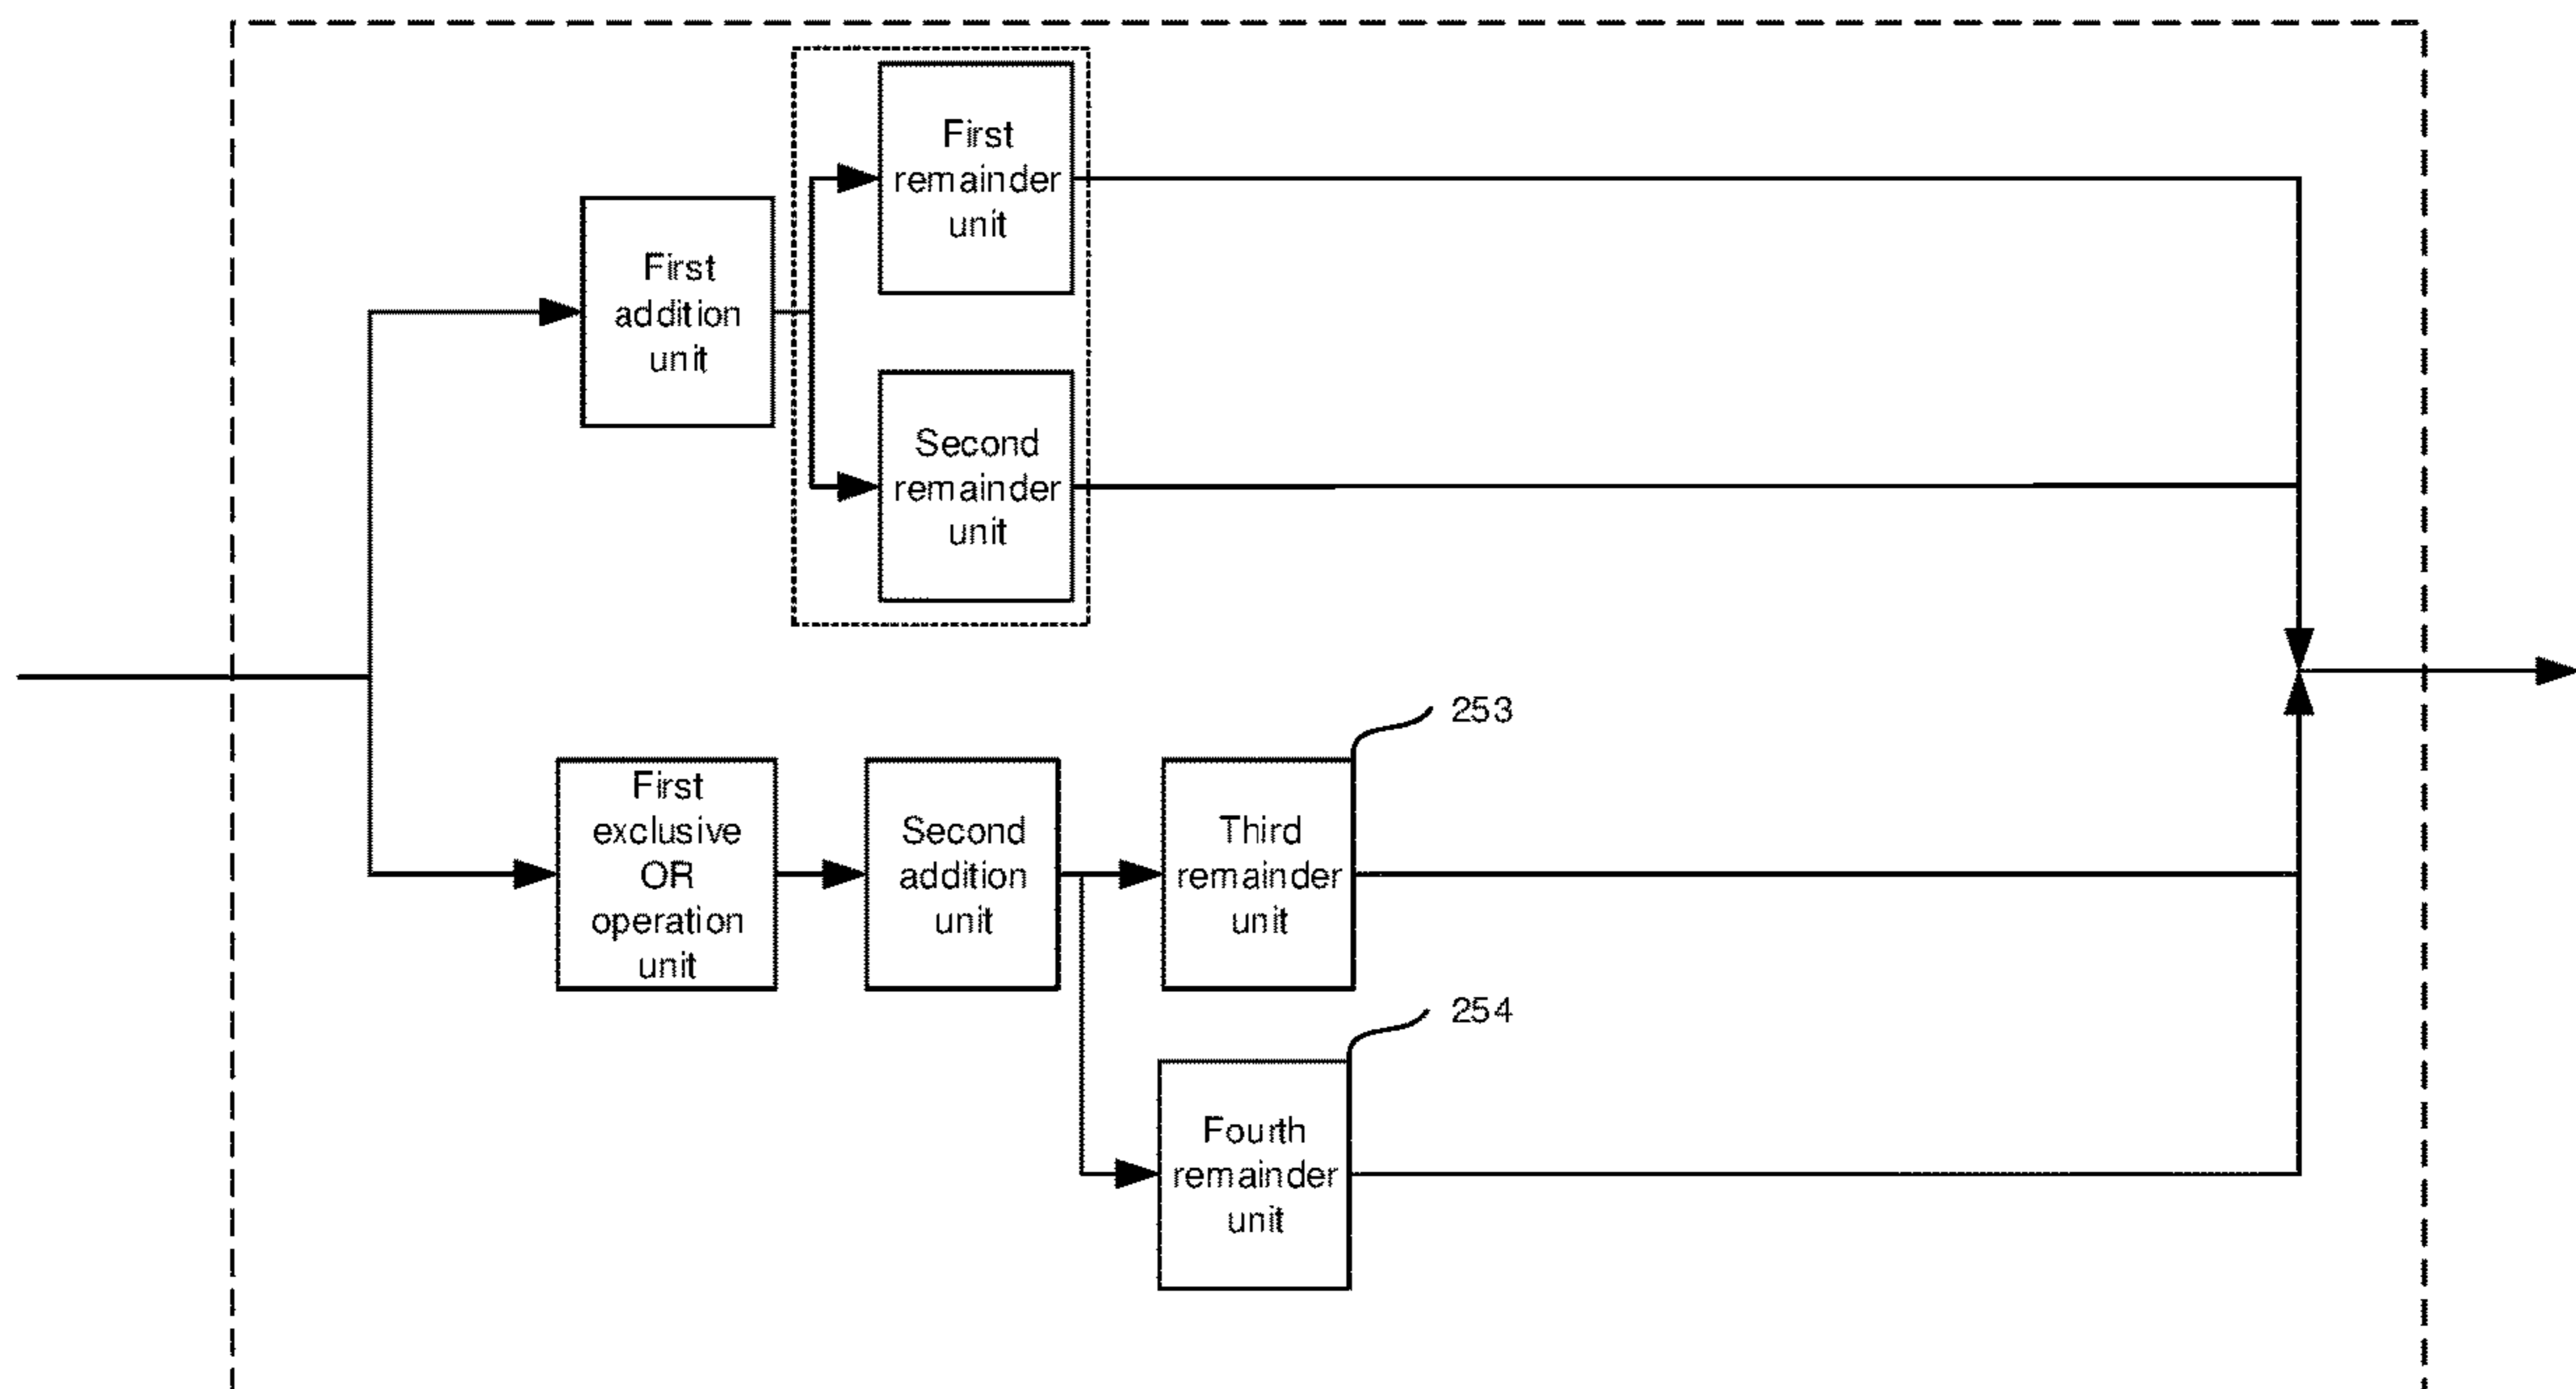 First
remainder
unit
First
addition
unit
Second
remainder
unit
253
First
exclusive
OR
operation
unit
Second
addition
unit
Third
remainder
unit
254
Fourth
remainder
unit